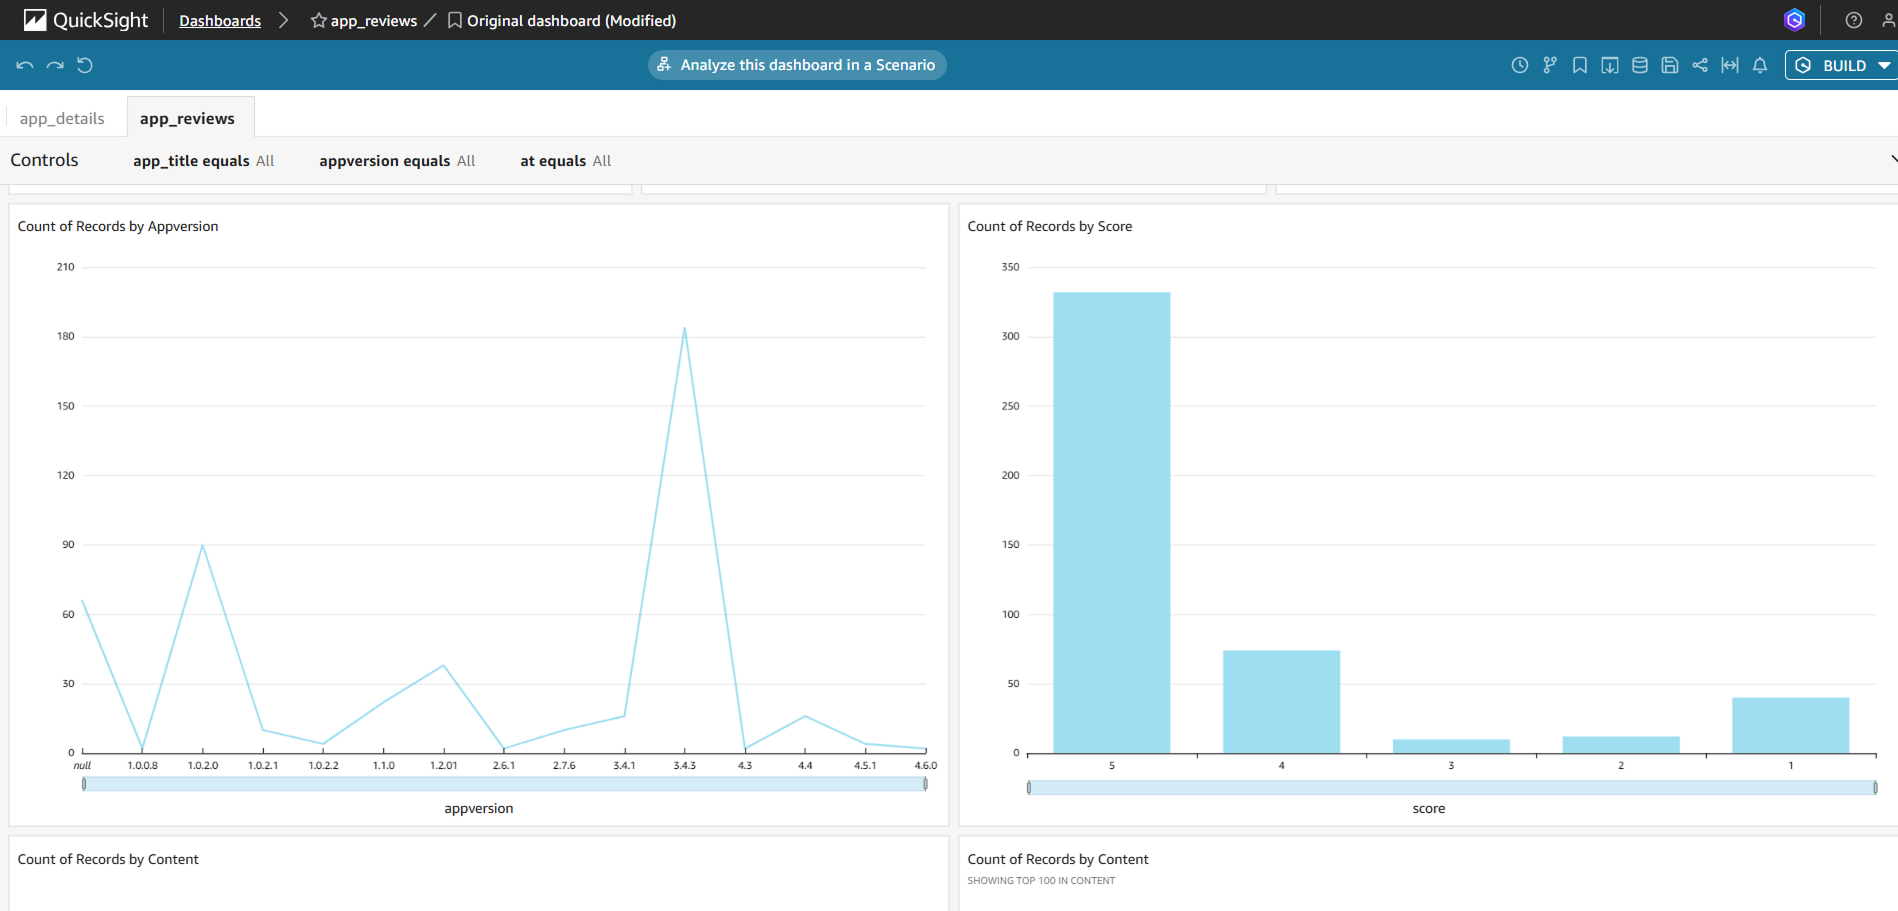 QuickSight Dashboards app_reviews / Original dashboard (Modified)
Analyze this dashboard in a Scenario
BUILD
app_details app_reviews
Controls app_title equals All appversion equals All at equals All
Count of Records by Appversion
210
180
150
120
90
60
30
0
null 1.0.0.8 1.0.2.0 1.0.2.1 1.0.2.2 1.1.0 1.2.01 2.6.1 2.7.6 3.4.1 3.4.3 4.3 4.4 4.5.1 4.6.0
appversion
Count of Records by Score
350
300
250
200
150
100
50
0
5 4 3 2 1
score
Count of Records by Content
Count of Records by Content
SHOWING TOP 100 IN CONTENT